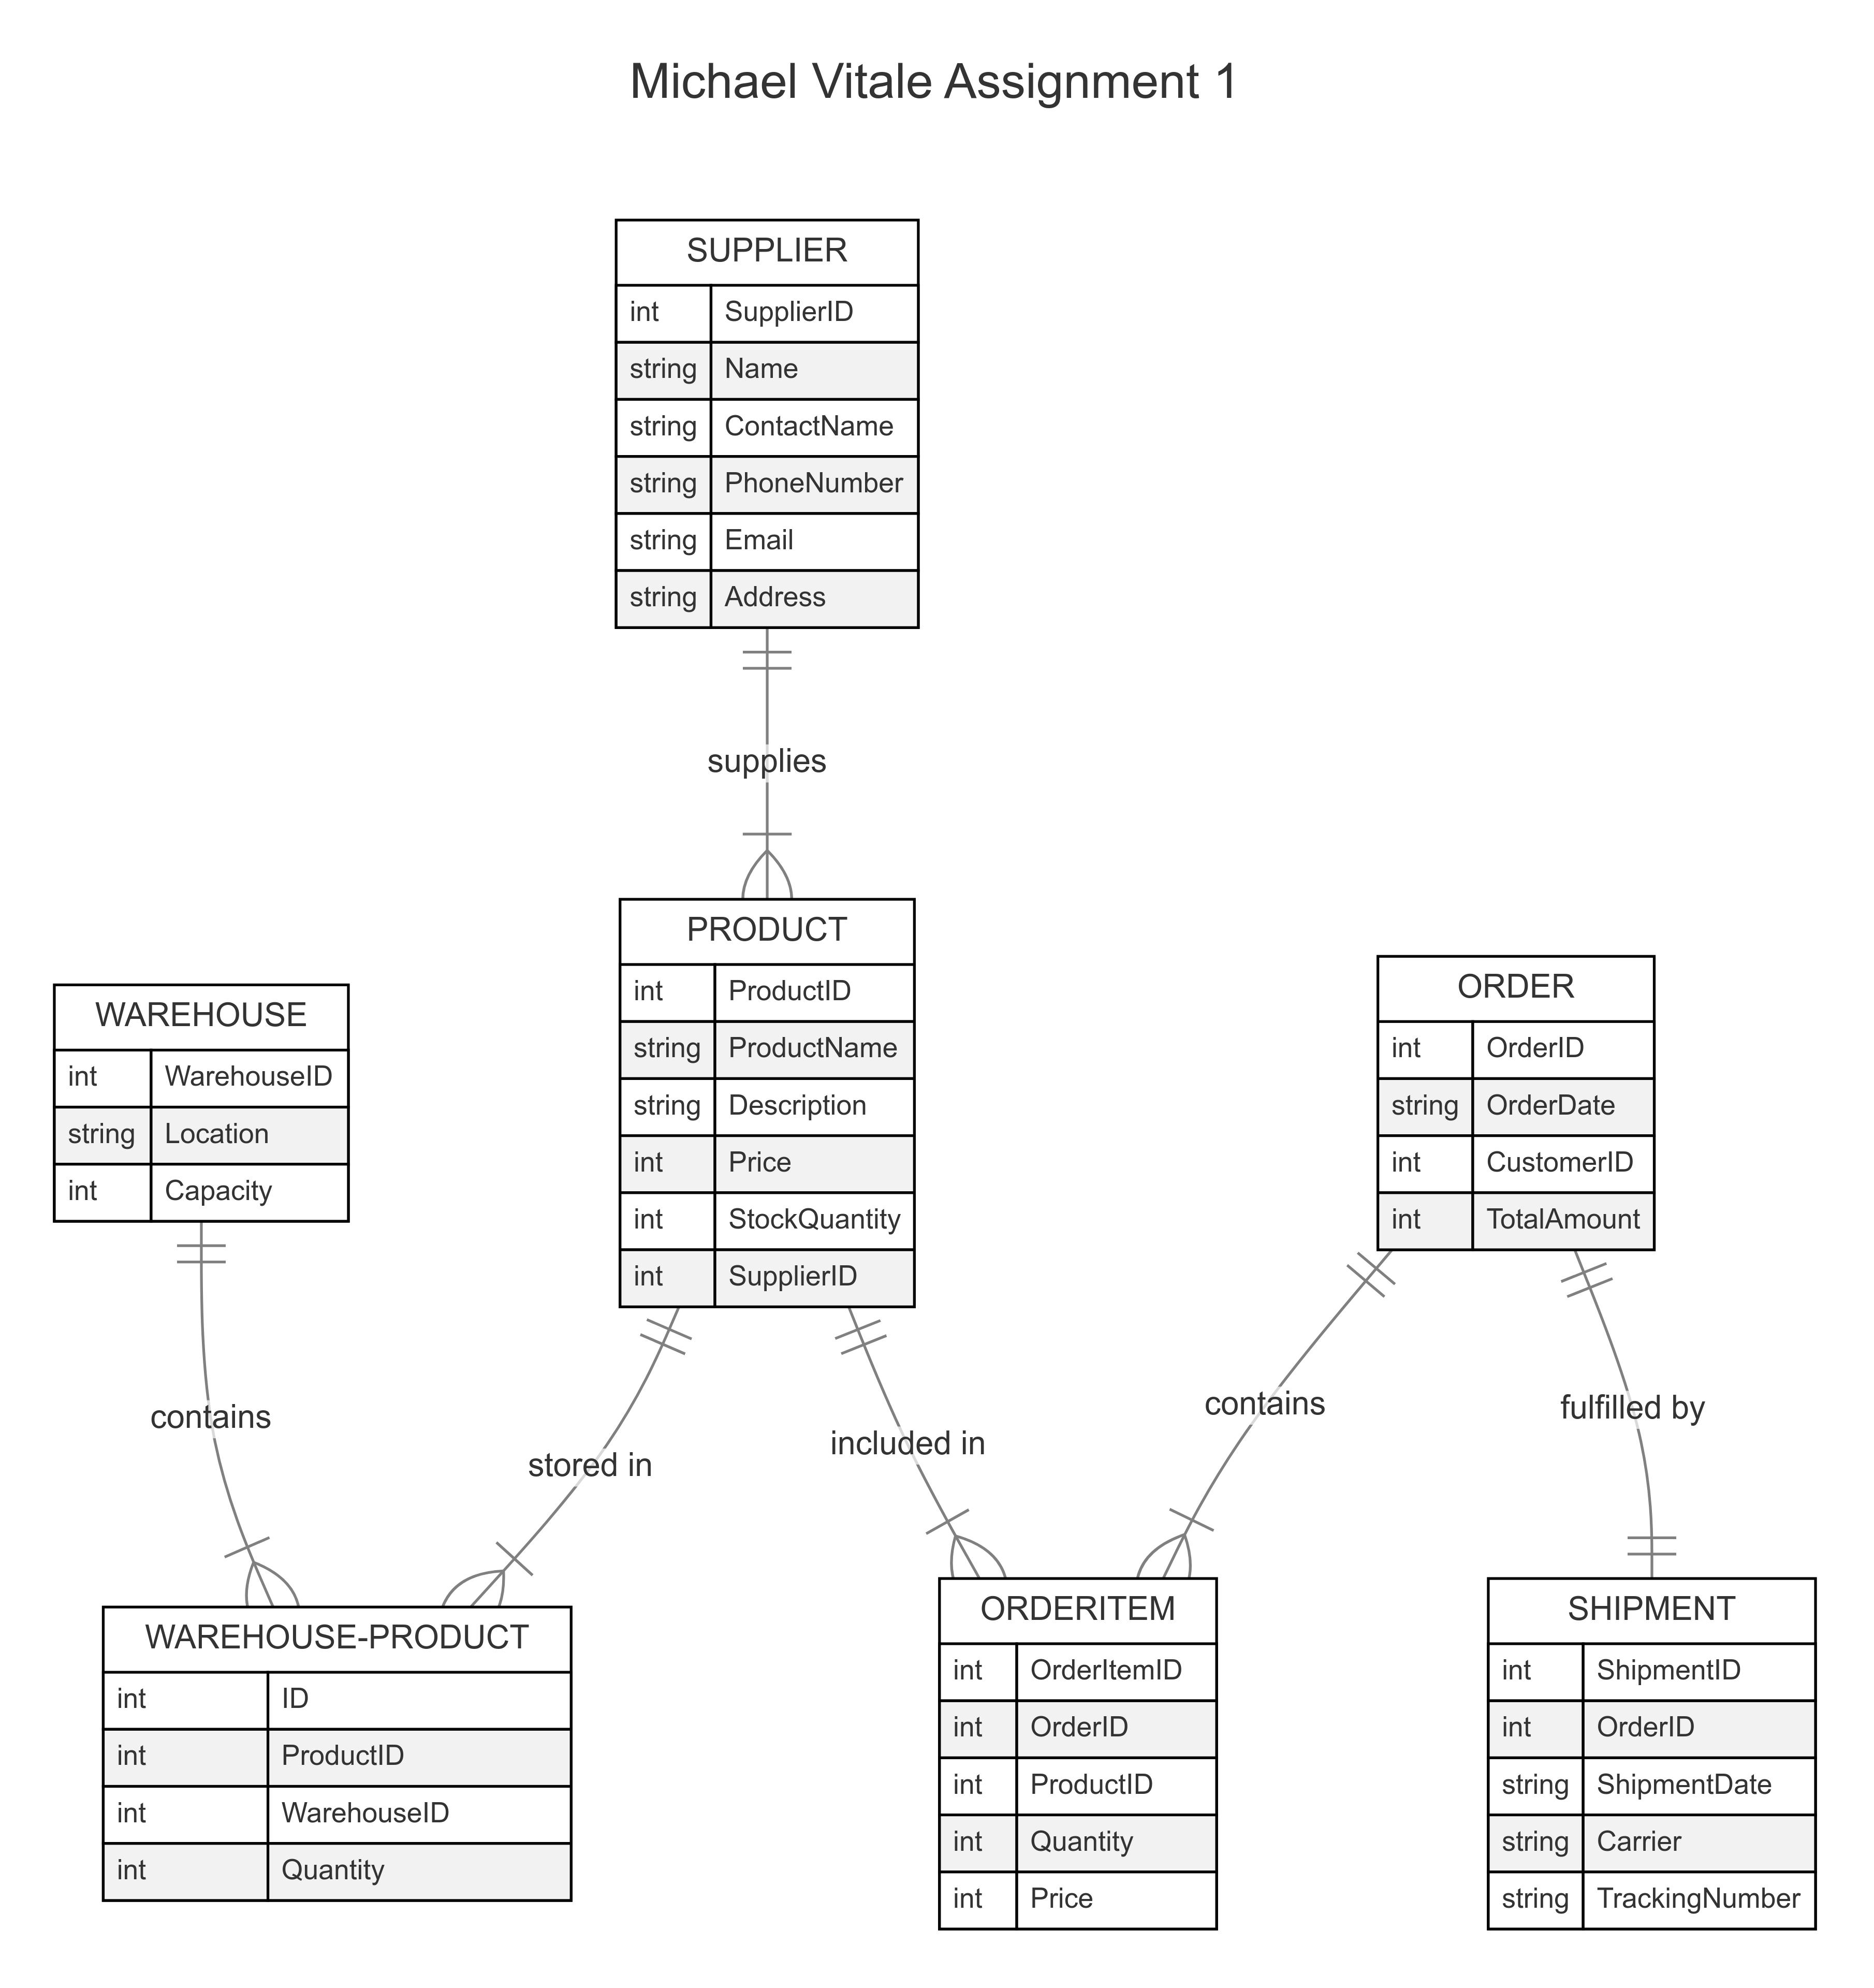 Michael Vitale Assignment 1
SUPPLIER
int SupplierID
string Name
string ContactName
string PhoneNumber
string Email
string Address
supplies
PRODUCT
int ProductID
string ProductName
string Description
int Price
int StockQuantity
int SupplierID
WAREHOUSE
int WarehouseID
string Location
int Capacity
ORDER
int OrderID
string OrderDate
int CustomerID
int TotalAmount
contains
stored in
included in
contains
fulfilled by
WAREHOUSE-PRODUCT
int ID
int ProductID
int WarehouseID
int Quantity
ORDERITEM
int OrderItemID
int OrderID
int ProductID
int Quantity
int Price
SHIPMENT
int ShipmentID
int OrderID
string ShipmentDate
string Carrier
string TrackingNumber